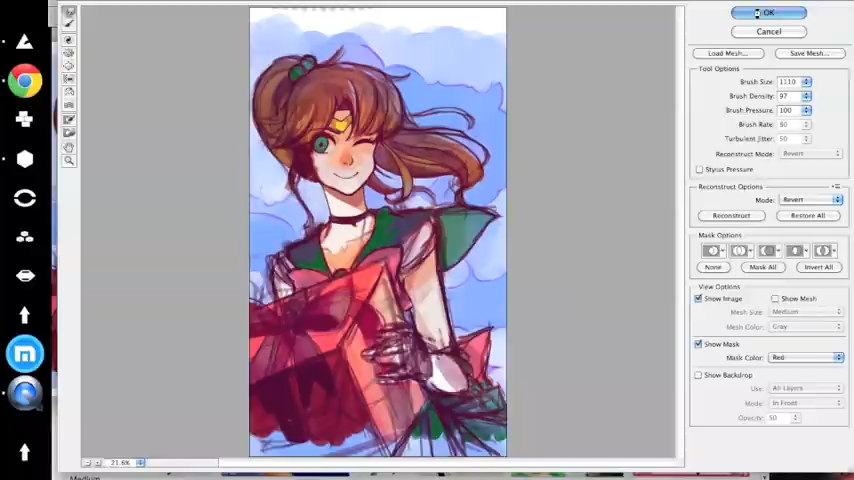 OK
Cancel
Load Mesh... Save Mesh...
Tool Options
Brush Size: 1110
Brush Density: 97
Brush Pressure: 100
Brush Rate: 80
Turbulent Jitter: 50
Reconstruct Mode: Revert
Stylus Pressure
Reconstruct Options
Mode: Revert
Reconstruct Restore All
Mask Options
None Mask All Invert All
View Options
Show Image Show Mesh
Mesh Size: Medium
Mesh Color: Gray
Show Mask
Mask Color: Red
Show Backdrop
Use: All Layers
Mode: In Front
Opacity: 50
21.6%
Medium